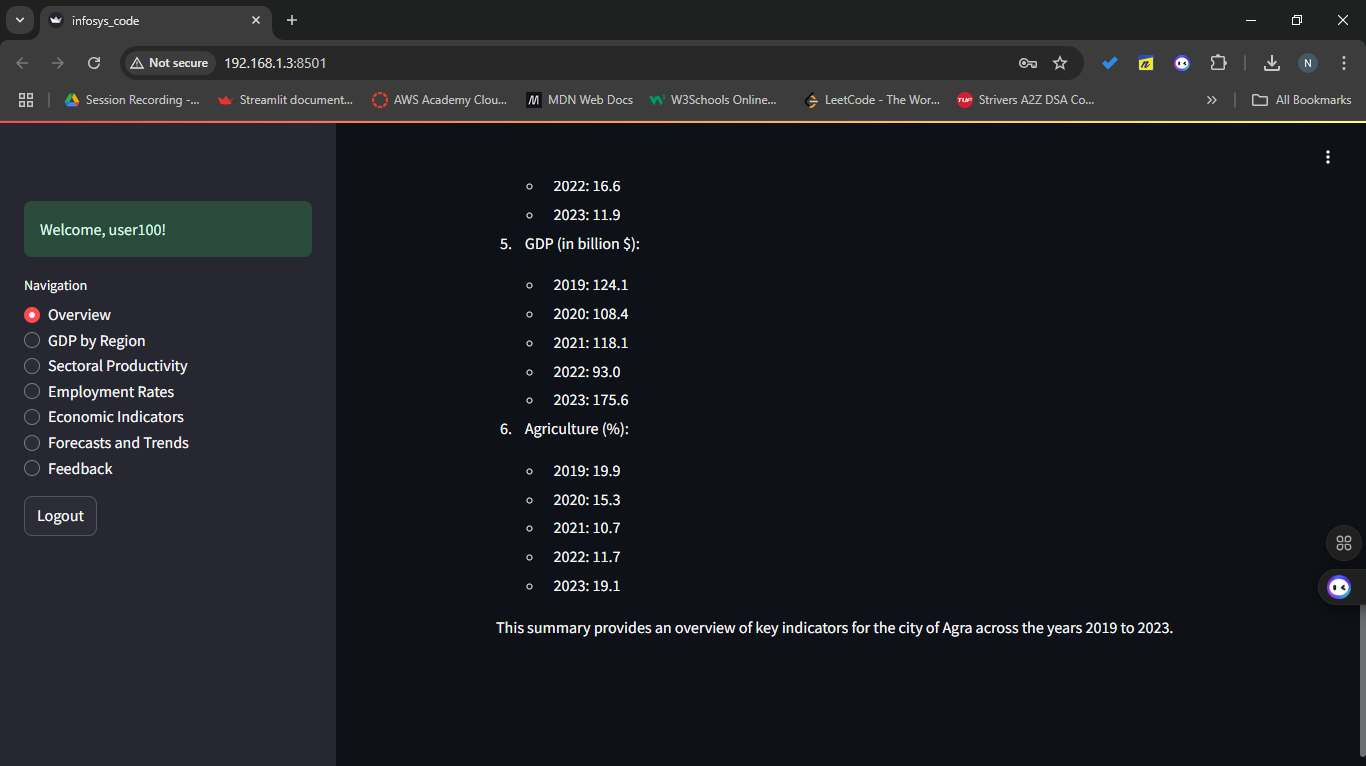 infosys_code
Not secure
192.168.1.3:8501
n
N
Session Recording -...
Streamlit document...
AWS Academy Clou...
M
MDN Web Docs
W3Schools Online...
LeetCode - The Wor...
TUF
Strivers A2Z DSA Co...
»
All Bookmarks
Welcome, user100!
Navigation
Overview
GDP by Region
Sectoral Productivity
Employment Rates
Economic Indicators
Forecasts and Trends
Feedback
Logout
2022: 16.6
2023: 11.9
5. GDP (in billion $):
2019: 124.1
2020: 108.4
2021: 118.1
2022: 93.0
2023: 175.6
6. Agriculture (%):
2019: 19.9
2020: 15.3
2021: 10.7
2022: 11.7
2023: 19.1
This summary provides an overview of key indicators for the city of Agra across the years 2019 to 2023.